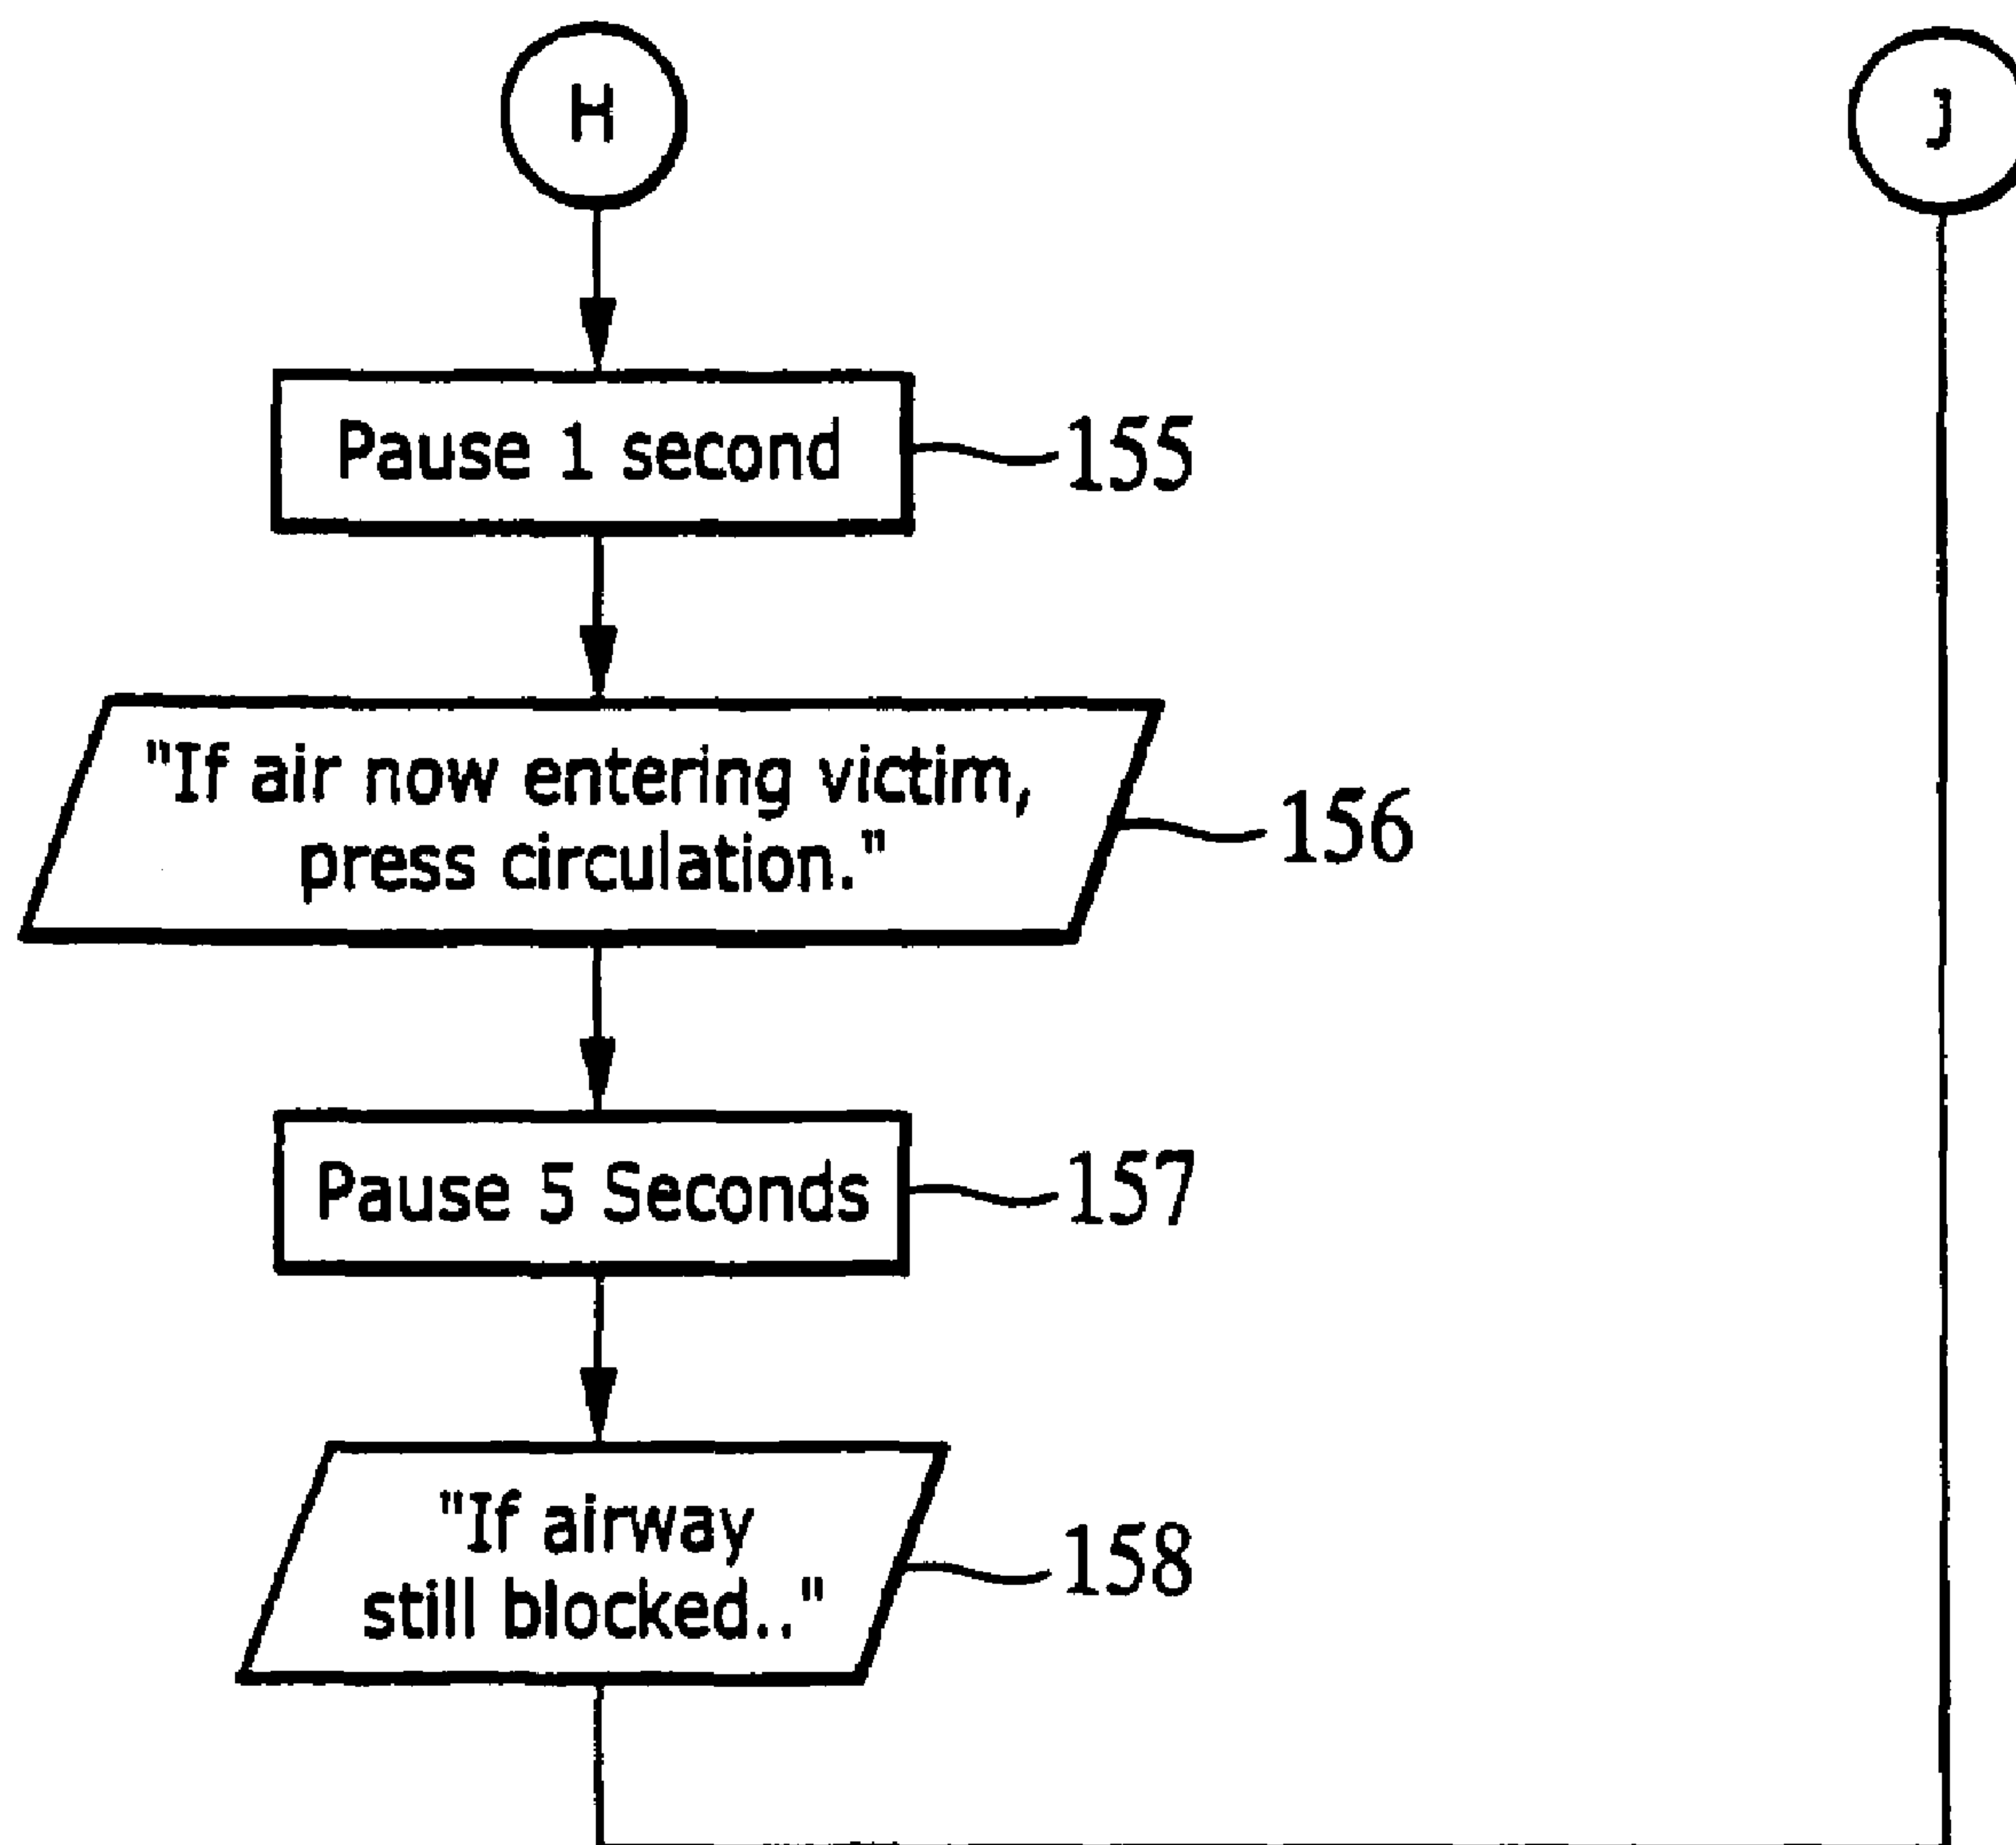 H
J
Pause 1 second
155
"If air now entering victim,
press circulation."
156
Pause 5 Seconds
157
"If airway
still blocked.."
158